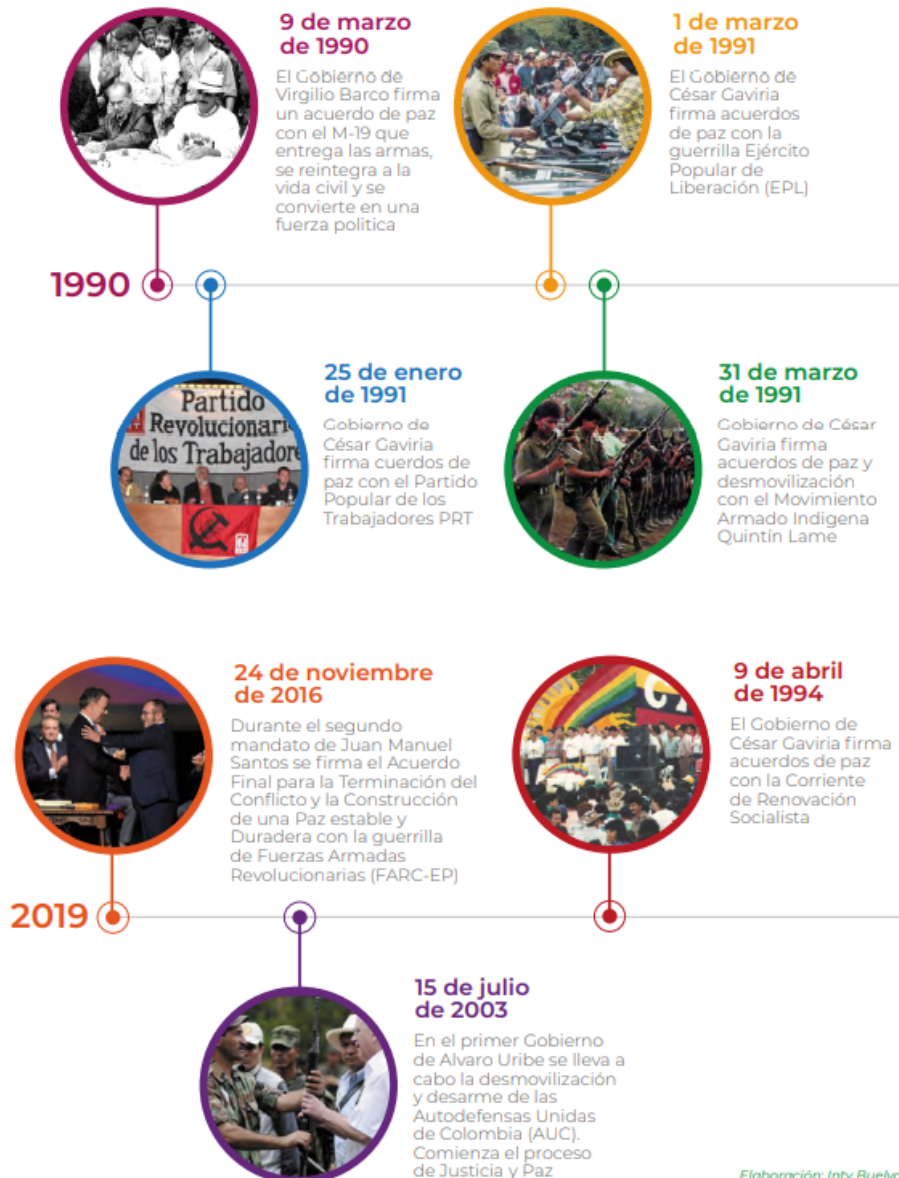 9 de marzo
de 1990
El Gobierno de
Virgilio Barco firma
un acuerdo de paz
con el M-19 que
entrega las armas,
se reintegra a la
vida civil y se
convierte en una
fuerza politica
1 de marzo
de 1991
El Gobierno de
César Gaviria
firma acuerdos
de paz con la
guerrilla Ejército
Popular de
Liberación (EPL)
1990
Partido
Revolucionari
de los Trabajadore
25 de enero
de 1991
Gobierno de
César Gaviria
firma cuerdos de
paz con el Partido
Popular de los
Trabajadores PRT
31 de marzo
de 1991
Gobierno de César
Gaviria firma
acuerdos de paz y
desmovilización
con el Movimiento
Armado Indigena
Quintín Lame
24 de noviembre
de 2016
Durante el segundo
mandato de Juan Manuel
Santos se firma el Acuerdo
Final para la Terminación del
Conflicto y la Construcción
de una Paz estable y
Duradera con la guerrilla
de Fuerzas Armadas
Revolucionarias (FARC-EP)
9 de abril
de 1994
El Gobierno de
César Gaviria firma
acuerdos de paz
con la Corriente
de Renovación
Socialista
2019
15 de julio
de 2003
En el primer Gobierno
de Alvaro Uribe se lleva a
cabo la desmovilización
y desarme de las
Autodefensas Unidas
de Colombia (AUC).
Comienza el proceso
de Justicia y Paz
Elaboración: Inty